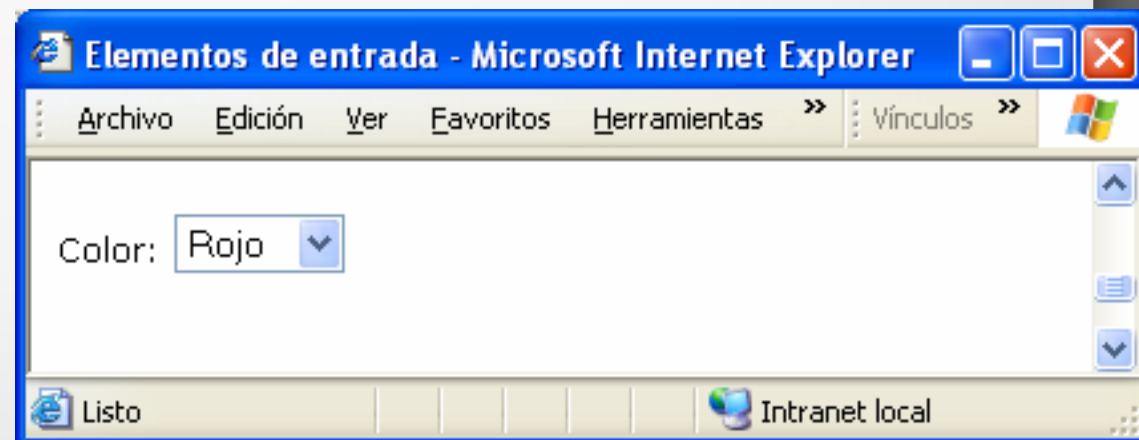 Elementos de entrada - Microsoft Internet Explorer
Archivo Edición Ver Favoritos Herramientas » Vínculos »
Color: Rojo
Listo Intranet local